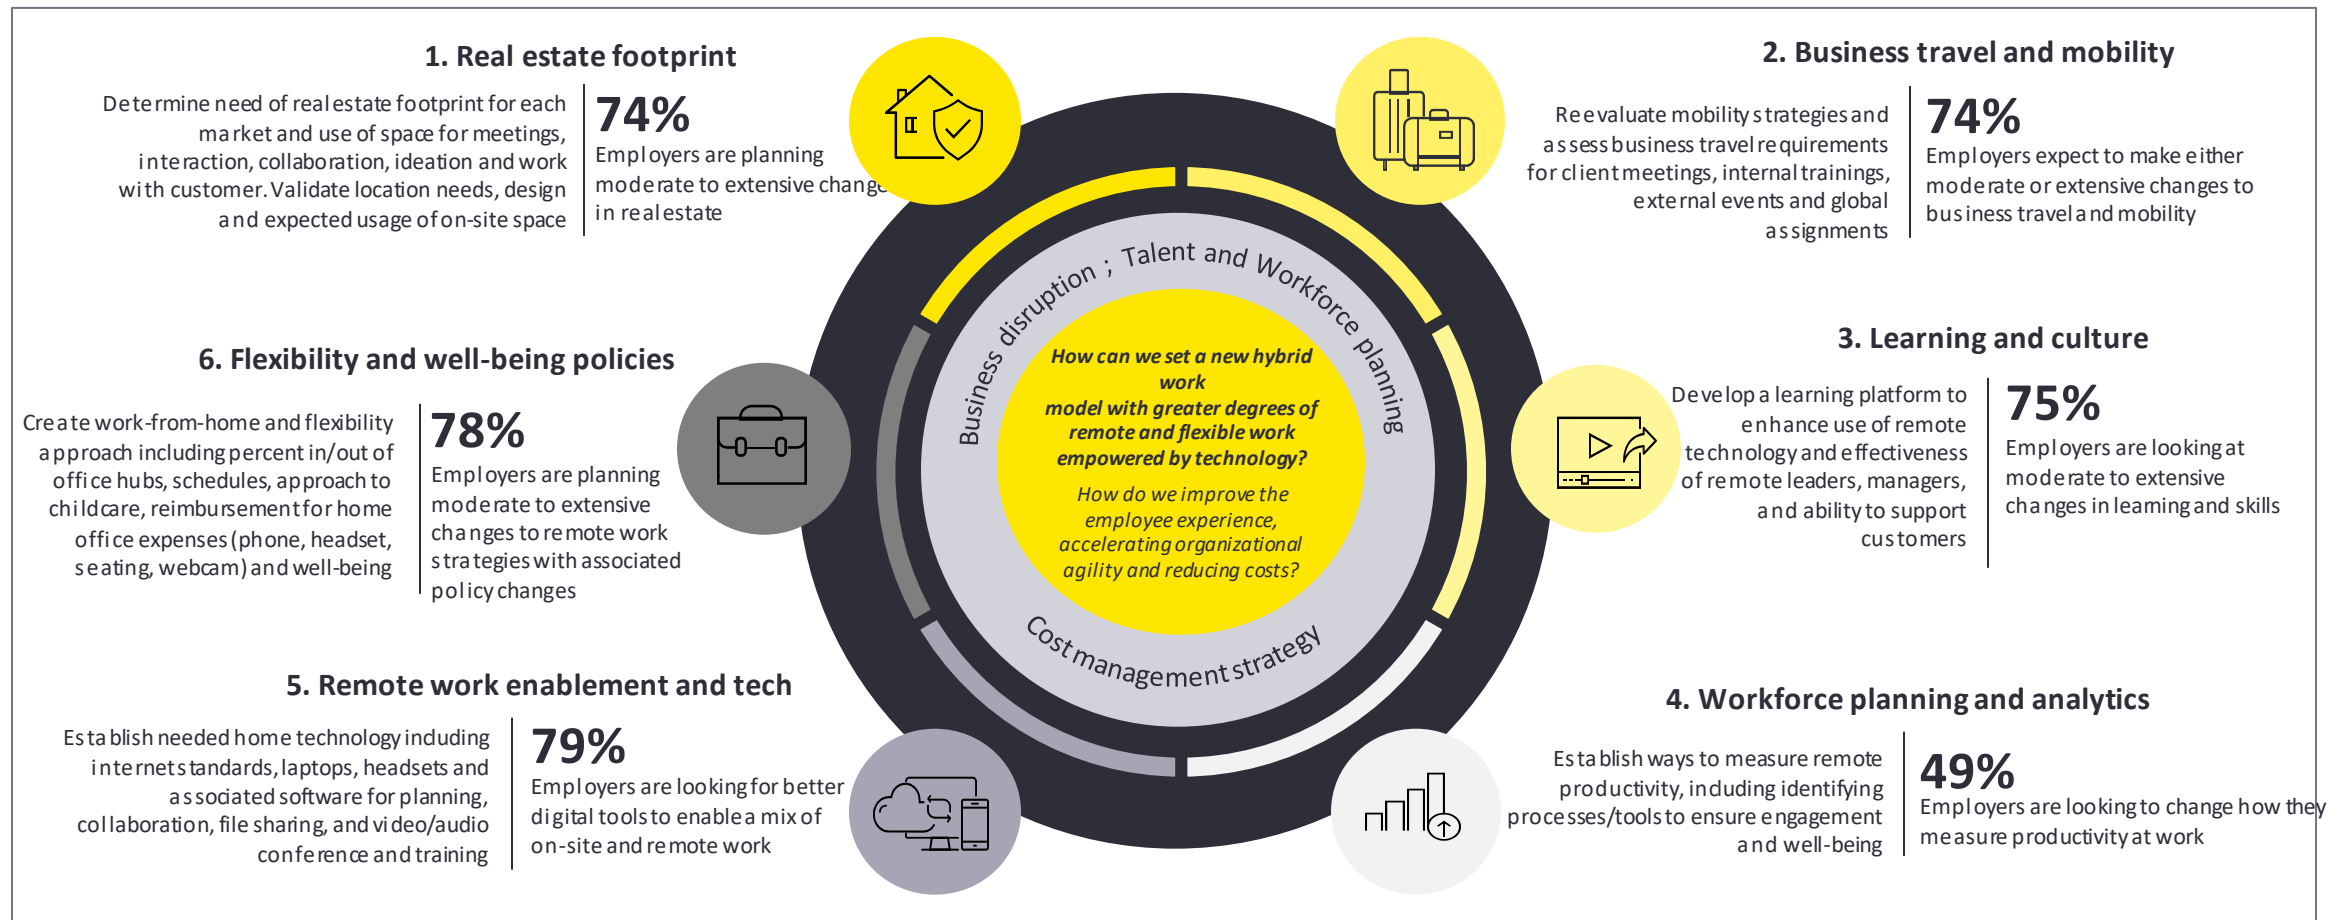 1. Real estate footprint
Determine need of real estate footprint for each
market and use of space for meetings,
interaction, collaboration, ideation and work
with customer. Validate location needs, design
and expected usage of on-site space
74%
Employers are planning
moderate to extensive change
in real estate
2. Business travel and mobility
Reevaluate mobility strategies and
assess business travel requirements
for client meetings, internal trainings,
external events and global
assignments
74%
Employers expect to make either
moderate or extensive changes to
business travel and mobility
3. Learning and culture
Develop a learning platform to
enhance use of remote
technology and effectiveness
of remote leaders, managers,
and ability to support
customers
75%
Employers are looking at
moderate to extensive
changes in learning and skills
4. Workforce planning and analytics
Establish ways to measure remote
productivity, including identifying
processes/tools to ensure engagement
and well-being
49%
Employers are looking to change how they
measure productivity at work
5. Remote work enablement and tech
Establish needed home technology including
internet standards, laptops, headsets and
associated software for planning,
collaboration, file sharing, and video/audio
conference and training
79%
Employers are looking for better
digital tools to enable a mix of
on-site and remote work
6. Flexibility and well-being policies
Create work-from-home and flexibility
approach including percent in/out of
office hubs, schedules, approach to
childcare, reimbursement for home
office expenses (phone, headset,
seating, webcam) and well-being
78%
Employers are planning
moderate to extensive
changes to remote work
strategies with associated
policy changes
Business disruption ; Talent and Workforce planning
How can we set a new hybrid
work
model with greater degrees of
remote and flexible work
empowered by technology?
How do we improve the
employee experience,
accelerating organizational
agility and reducing costs?
Cost management strategy